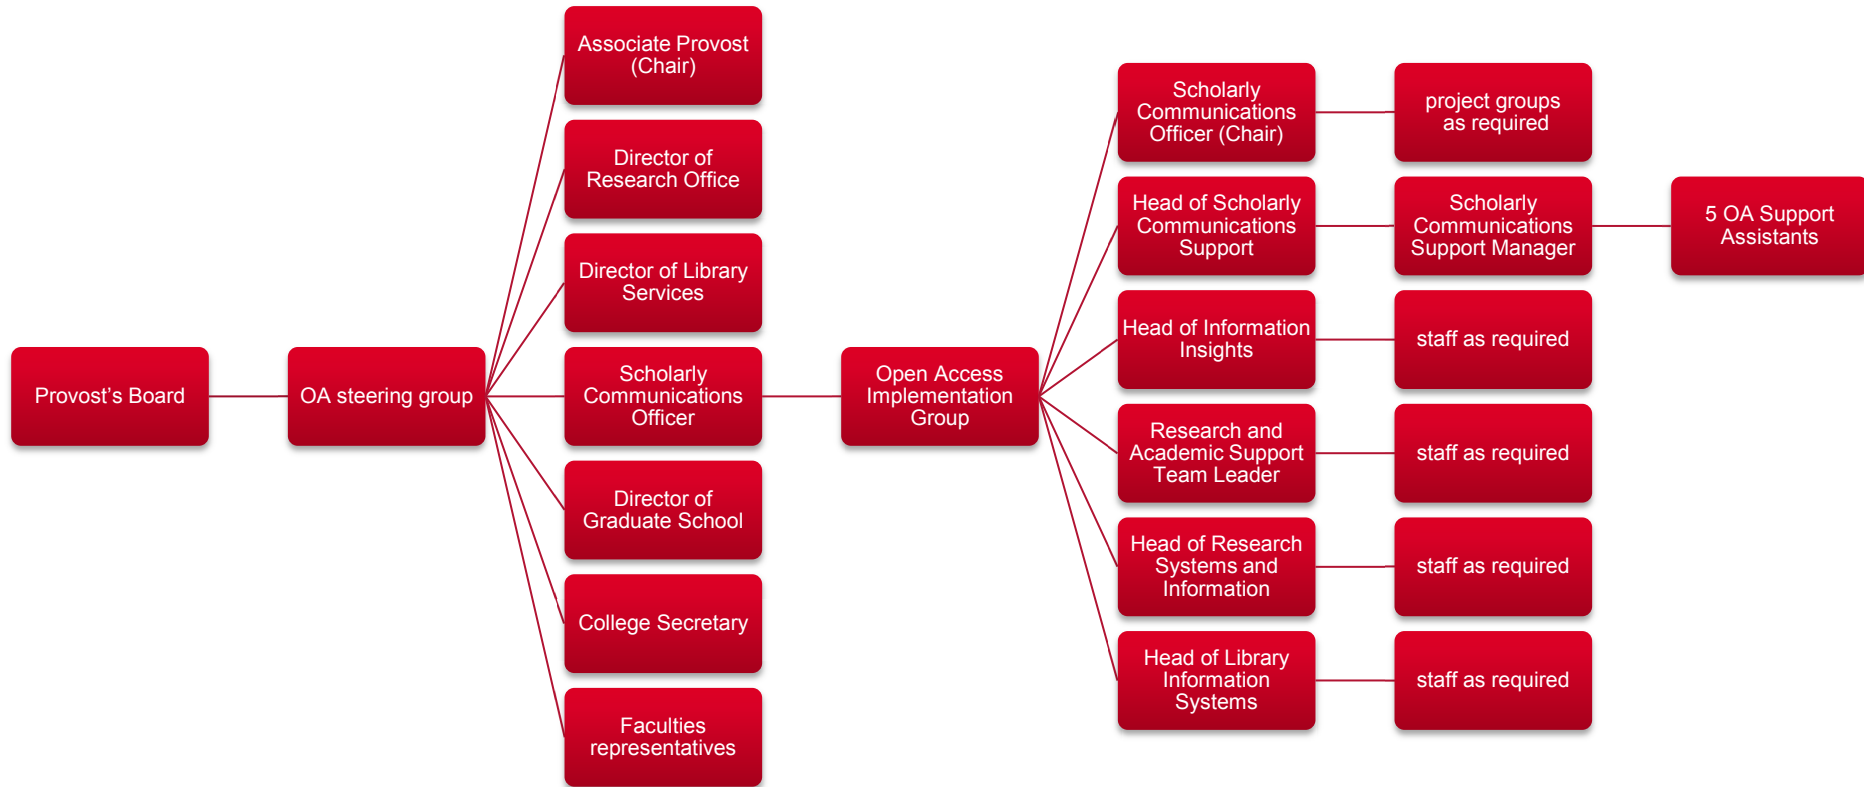 Provost’s Board
OA steering group
Associate Provost
(Chair)
Director of
Research Office
Director of Library
Services
Scholarly
Communications
Officer
Director of
Graduate School
College Secretary
Faculties
representatives
Open Access
Implementation
Group
Scholarly
Communications
Officer (Chair)
project groups
as required
Head of Scholarly
Communications
Support
Scholarly
Communications
Support Manager
5 OA Support
Assistants
Head of Information
Insights
staff as required
Research and
Academic Support
Team Leader
staff as required
Head of Research
Systems and
Information
staff as required
Head of Library
Information
Systems
staff as required